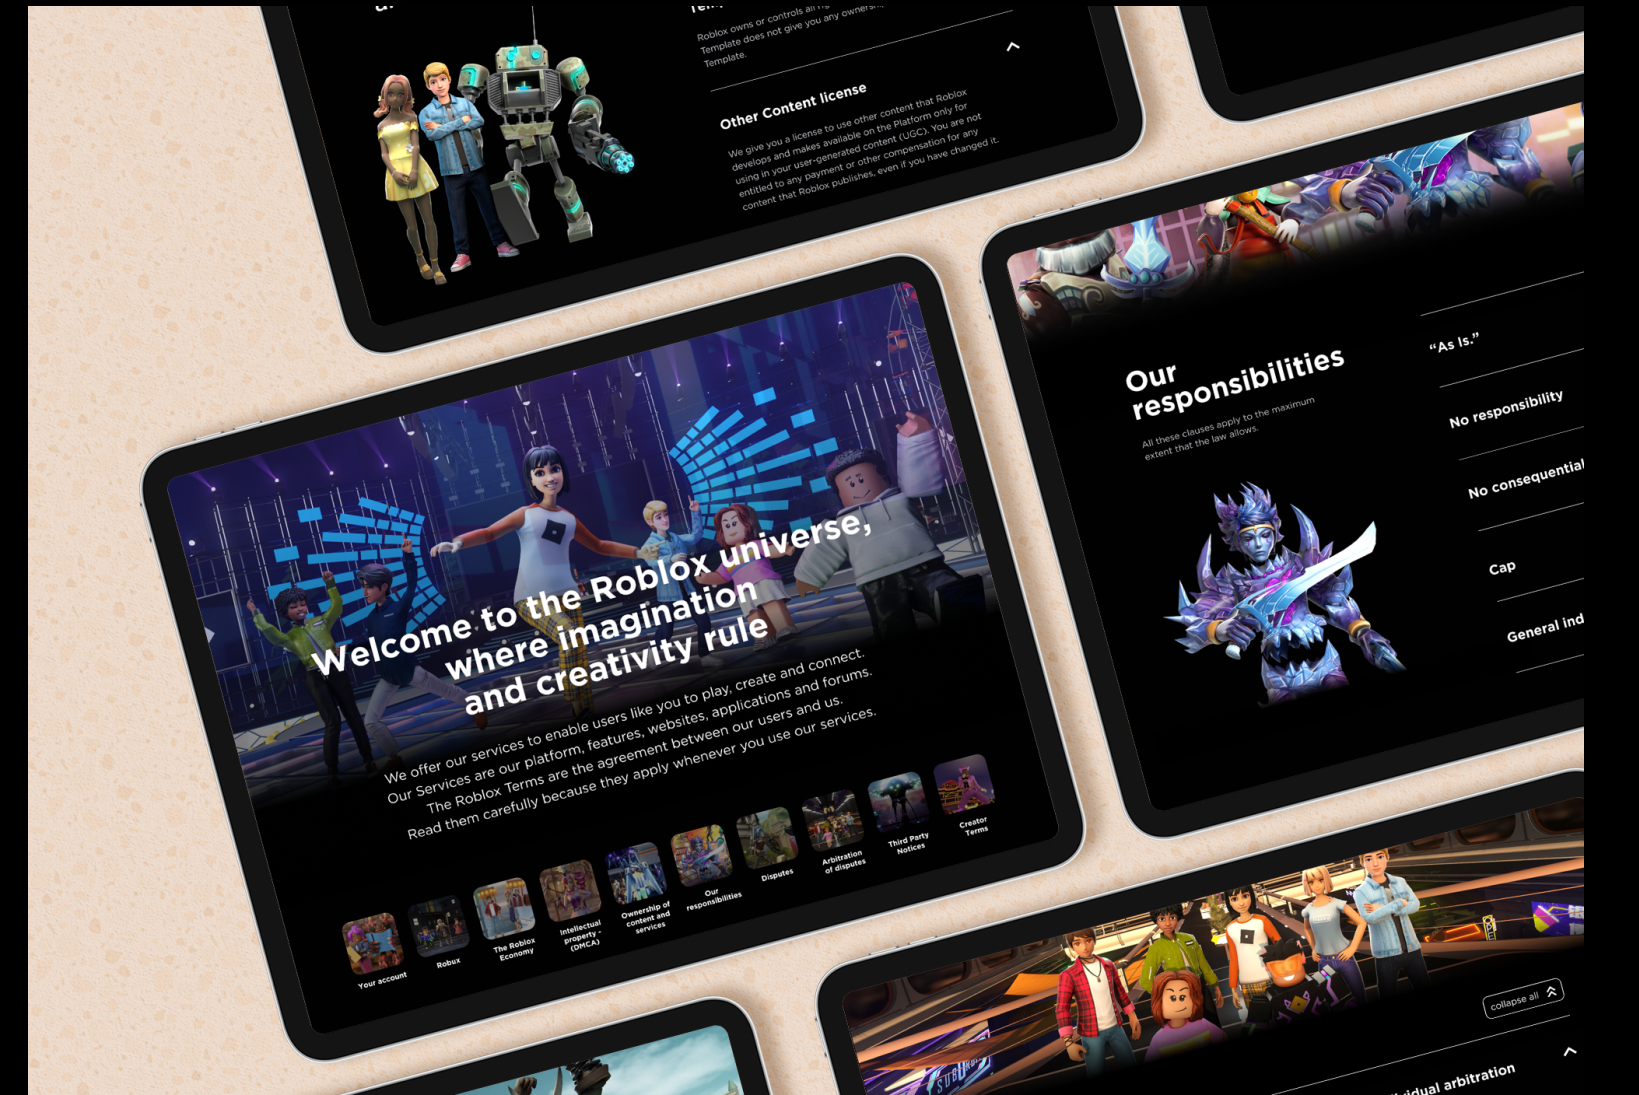 Roblox owns or controls all
Template does not give you any
Template.
Other Content license
We give you a license to use other content that Roblox
develops and makes available on the Platform only for
using in your user-generated content (UGC). You are not
entitled to any payment or other compensation for any
content that Roblox publishes, even if you have changed it.
Welcome to the Roblox universe,
where imagination
and creativity rule
We offer our services to enable users like you to play, create and connect.
Our Services are our platform, features, websites, applications and forums.
The Roblox Terms are the agreement between our users and us.
Read them carefully because they apply whenever you use our services.
Your account
Robux
The Roblox
Economy
Intellectual
property -
(DMCA)
Ownership of
content and
services
Our
responsibilities
Disputes
Arbitration
of disputes
Third Party
Notices
Creator
Terms
Our
responsibilities
All these clauses apply to the maximum
extent that the law allows.
“As Is.”
No responsibility
No consequential
Cap
General ind
collapse all
vidual arbitration